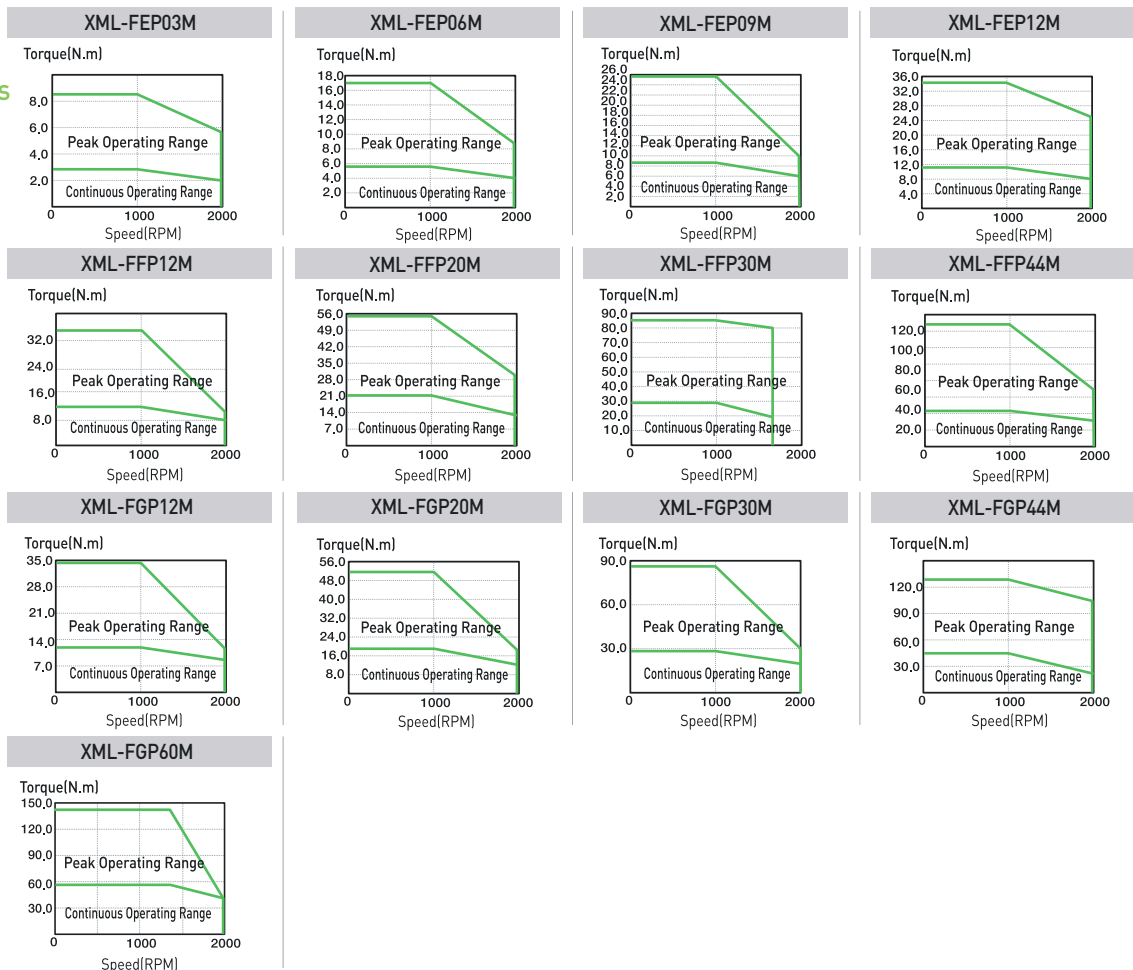 s
XML-FEP03M
Torque(N.m)
8.0
6.0
4.0
2.0
Peak Operating Range
Continuous Operating Range
0 1000 2000
Speed(RPM)
XML-FEP06M
Torque(N.m)
18.0
16.0
14.0
12.0
10.0
8.0
6.0
4.0
2.0
Peak Operating Range
Continuous Operating Range
0 1000 2000
Speed(RPM)
XML-FEP09M
Torque(N.m)
26.0
24.0
22.0
20.0
18.0
16.0
14.0
12.0
10.0
8.0
6.0
4.0
2.0
Peak Operating Range
Continuous Operating Range
0 1000 2000
Speed(RPM)
XML-FEP12M
Torque(N.m)
36.0
32.0
28.0
24.0
20.0
16.0
12.0
8.0
4.0
Peak Operating Range
Continuous Operating Range
0 1000 2000
Speed(RPM)
XML-FFP12M
Torque(N.m)
32.0
24.0
16.0
8.0
Peak Operating Range
Continuous Operating Range
0 1000 2000
Speed(RPM)
XML-FFP20M
Torque(N.m)
56.0
49.0
42.0
35.0
28.0
21.0
14.0
7.0
Peak Operating Range
Continuous Operating Range
0 1000 2000
Speed(RPM)
XML-FFP30M
Torque(N.m)
90.0
80.0
70.0
60.0
50.0
40.0
30.0
20.0
10.0
Peak Operating Range
Continuous Operating Range
0 1000 2000
Speed(RPM)
XML-FFP44M
Torque(N.m)
120.0
100.0
80.0
60.0
40.0
20.0
Peak Operating Range
Continuous Operating Range
0 1000 2000
Speed(RPM)
XML-FGP12M
Torque(N.m)
35.0
28.0
21.0
14.0
7.0
Peak Operating Range
Continuous Operating Range
0 1000 2000
Speed(RPM)
XML-FGP20M
Torque(N.m)
56.0
48.0
40.0
32.0
24.0
16.0
8.0
Peak Operating Range
Continuous Operating Range
0 1000 2000
Speed(RPM)
XML-FGP30M
Torque(N.m)
90.0
60.0
30.0
Peak Operating Range
Continuous Operating Range
0 1000 2000
Speed(RPM)
XML-FGP44M
Torque(N.m)
120.0
90.0
60.0
30.0
Peak Operating Range
Continuous Operating Range
0 1000 2000
Speed(RPM)
XML-FGP60M
Torque(N.m)
150.0
120.0
90.0
60.0
30.0
Peak Operating Range
Continuous Operating Range
0 1000 2000
Speed(RPM)